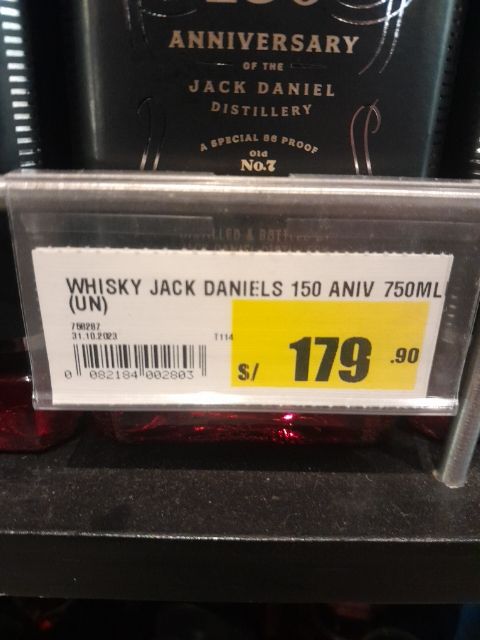 ANNIVERSARY
OF THE
JACK DANIEL
DISTILLERY
A SPECIAL 86 PROOF
Old
No.7
WHISKY JACK DANIELS 150 ANIV 750ML
(UN)
31.10.2023
T114
0 082184 002803
S/ 179 .90